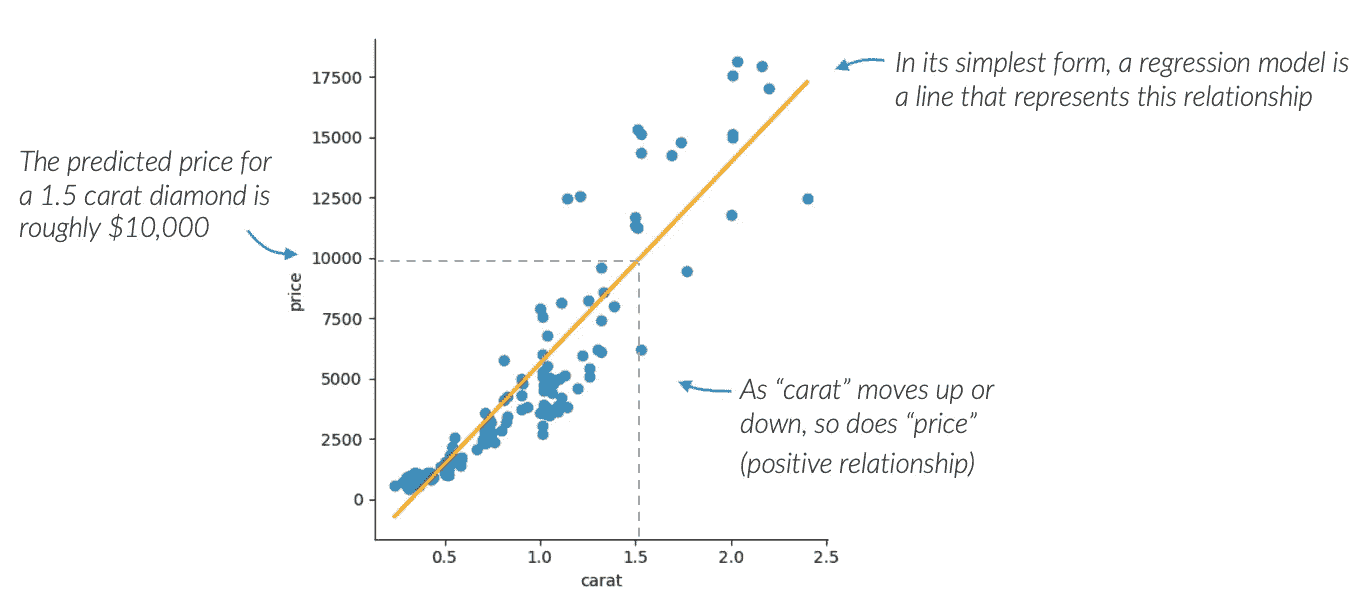 In its simplest form, a regression model is
a line that represents this relationship
The predicted price for
a 1.5 carat diamond is
roughly $10,000
17500
15000
12500
10000
7500
5000
2500
0
price
As “carat” moves up or
down, so does “price”
(positive relationship)
0.5 1.0 1.5 2.0 2.5
carat